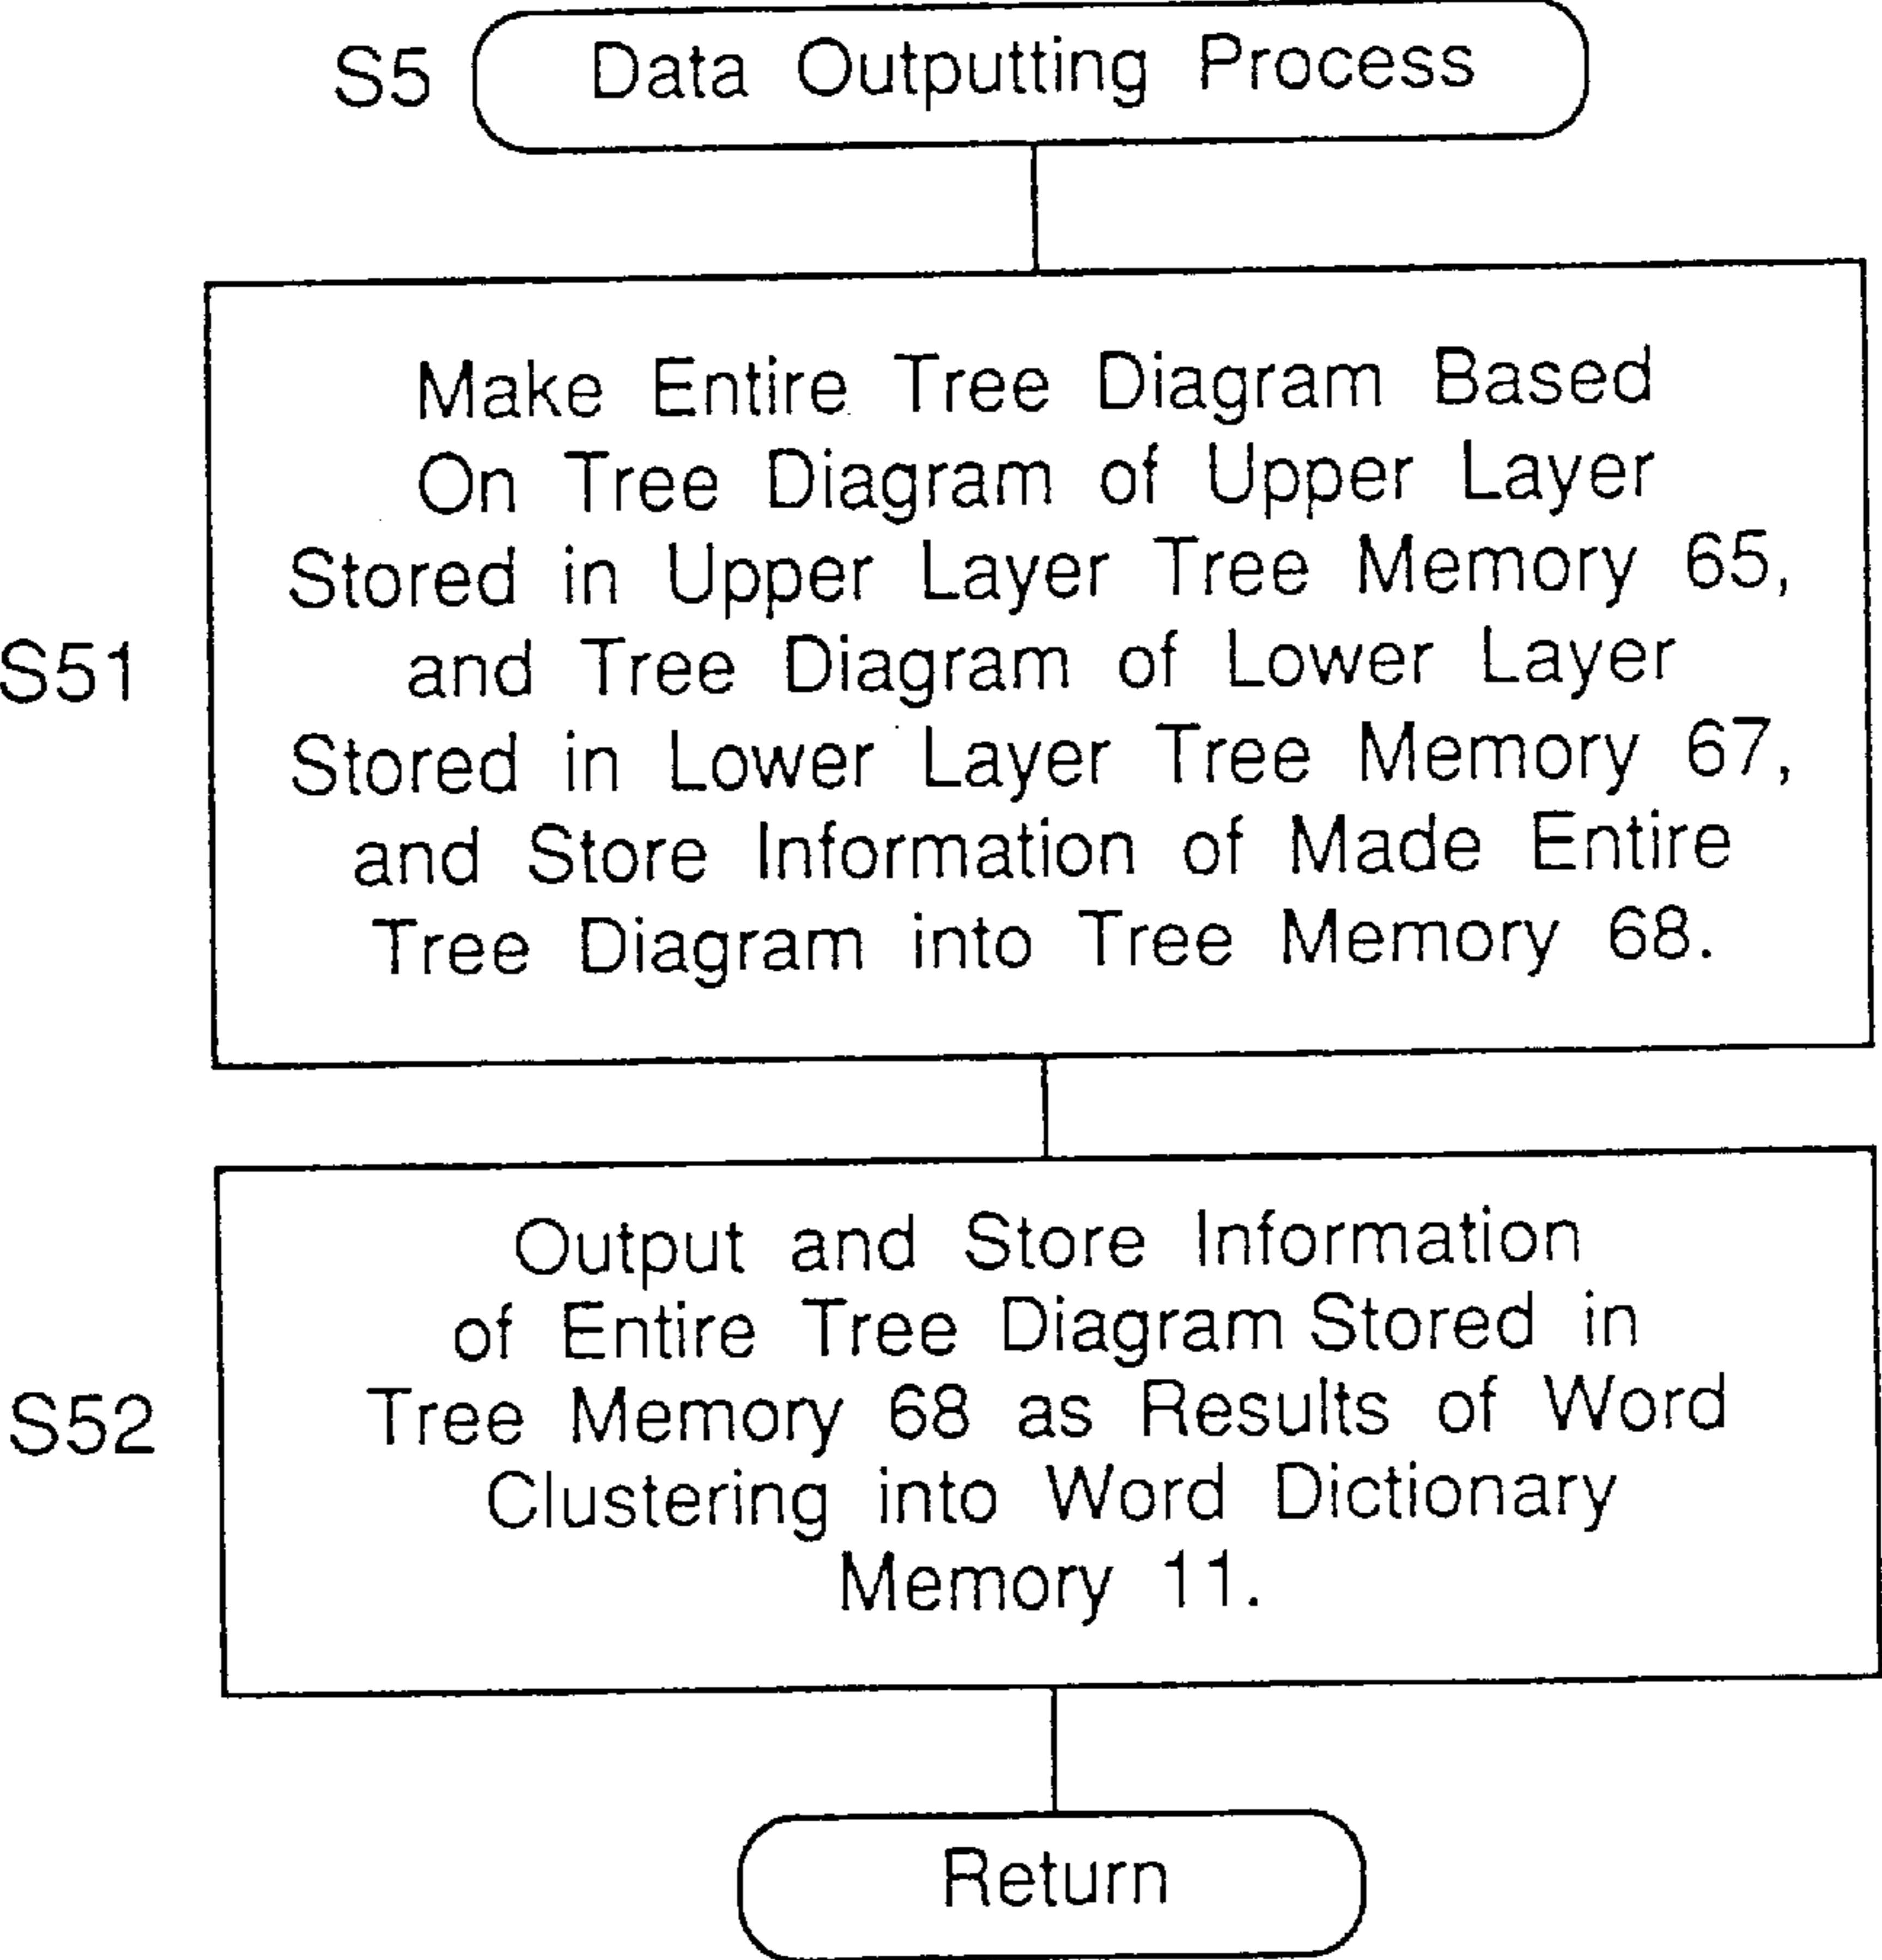 S5 Data Outputting Process
Make Entire Tree Diagram Based
On Tree Diagram of Upper Layer
Stored in Upper Layer Tree Memory 65,
and Tree Diagram of Lower Layer
Stored in Lower Layer Tree Memory 67,
and Store Information of Made Entire
Tree Diagram into Tree Memory 68.
S51
Output and Store Information
of Entire Tree Diagram Stored in
Tree Memory 68 as Results of Word
Clustering into Word Dictionary
Memory 11.
S52
Return